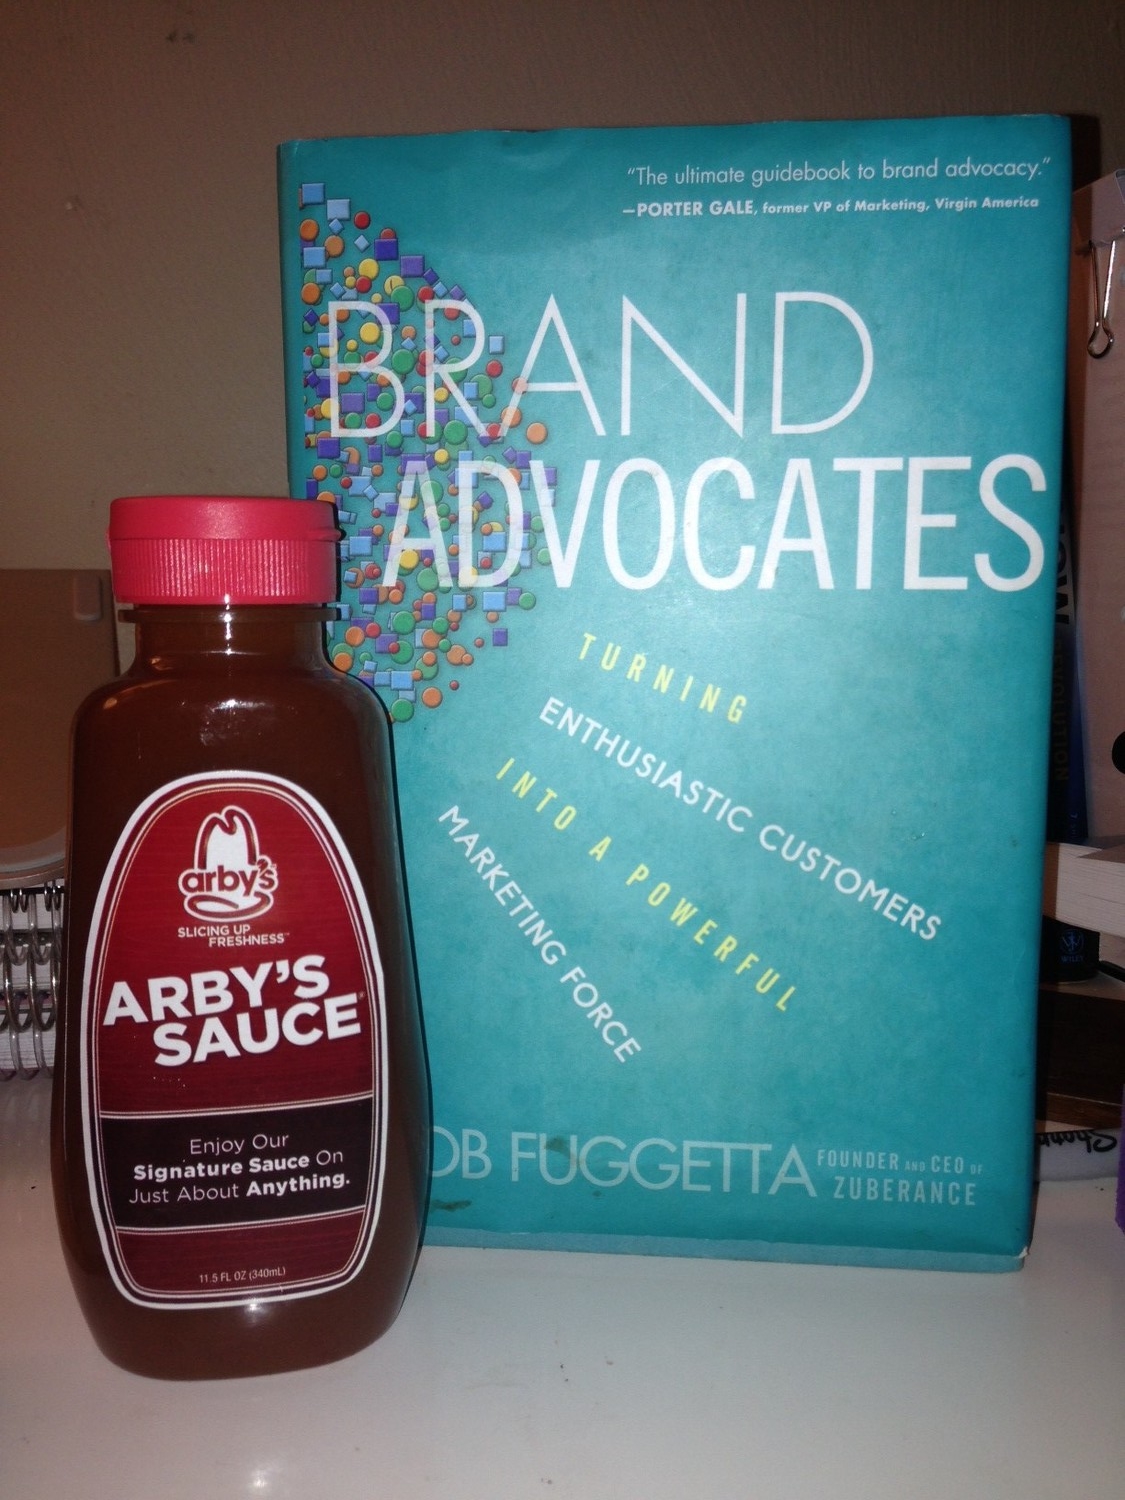 "The ultimate guidebook to brand advocacy."
—PORTER GALE, former VP of Marketing, Virgin America
BRAND
ADVOCATES
TURNING
ENTHUSIASTIC CUSTOMERS
INTO A POWERFUL
MARKETING FORCE
OB FUGGETTA
FOUNDER AND CEO OF
ZUBERANCE
arby's
SLICING UP
FRESHNESS™
ARBY'S
SAUCE
Enjoy Our
Signature Sauce On
Just About Anything.
11.5 FL OZ (340mL)
WILEY